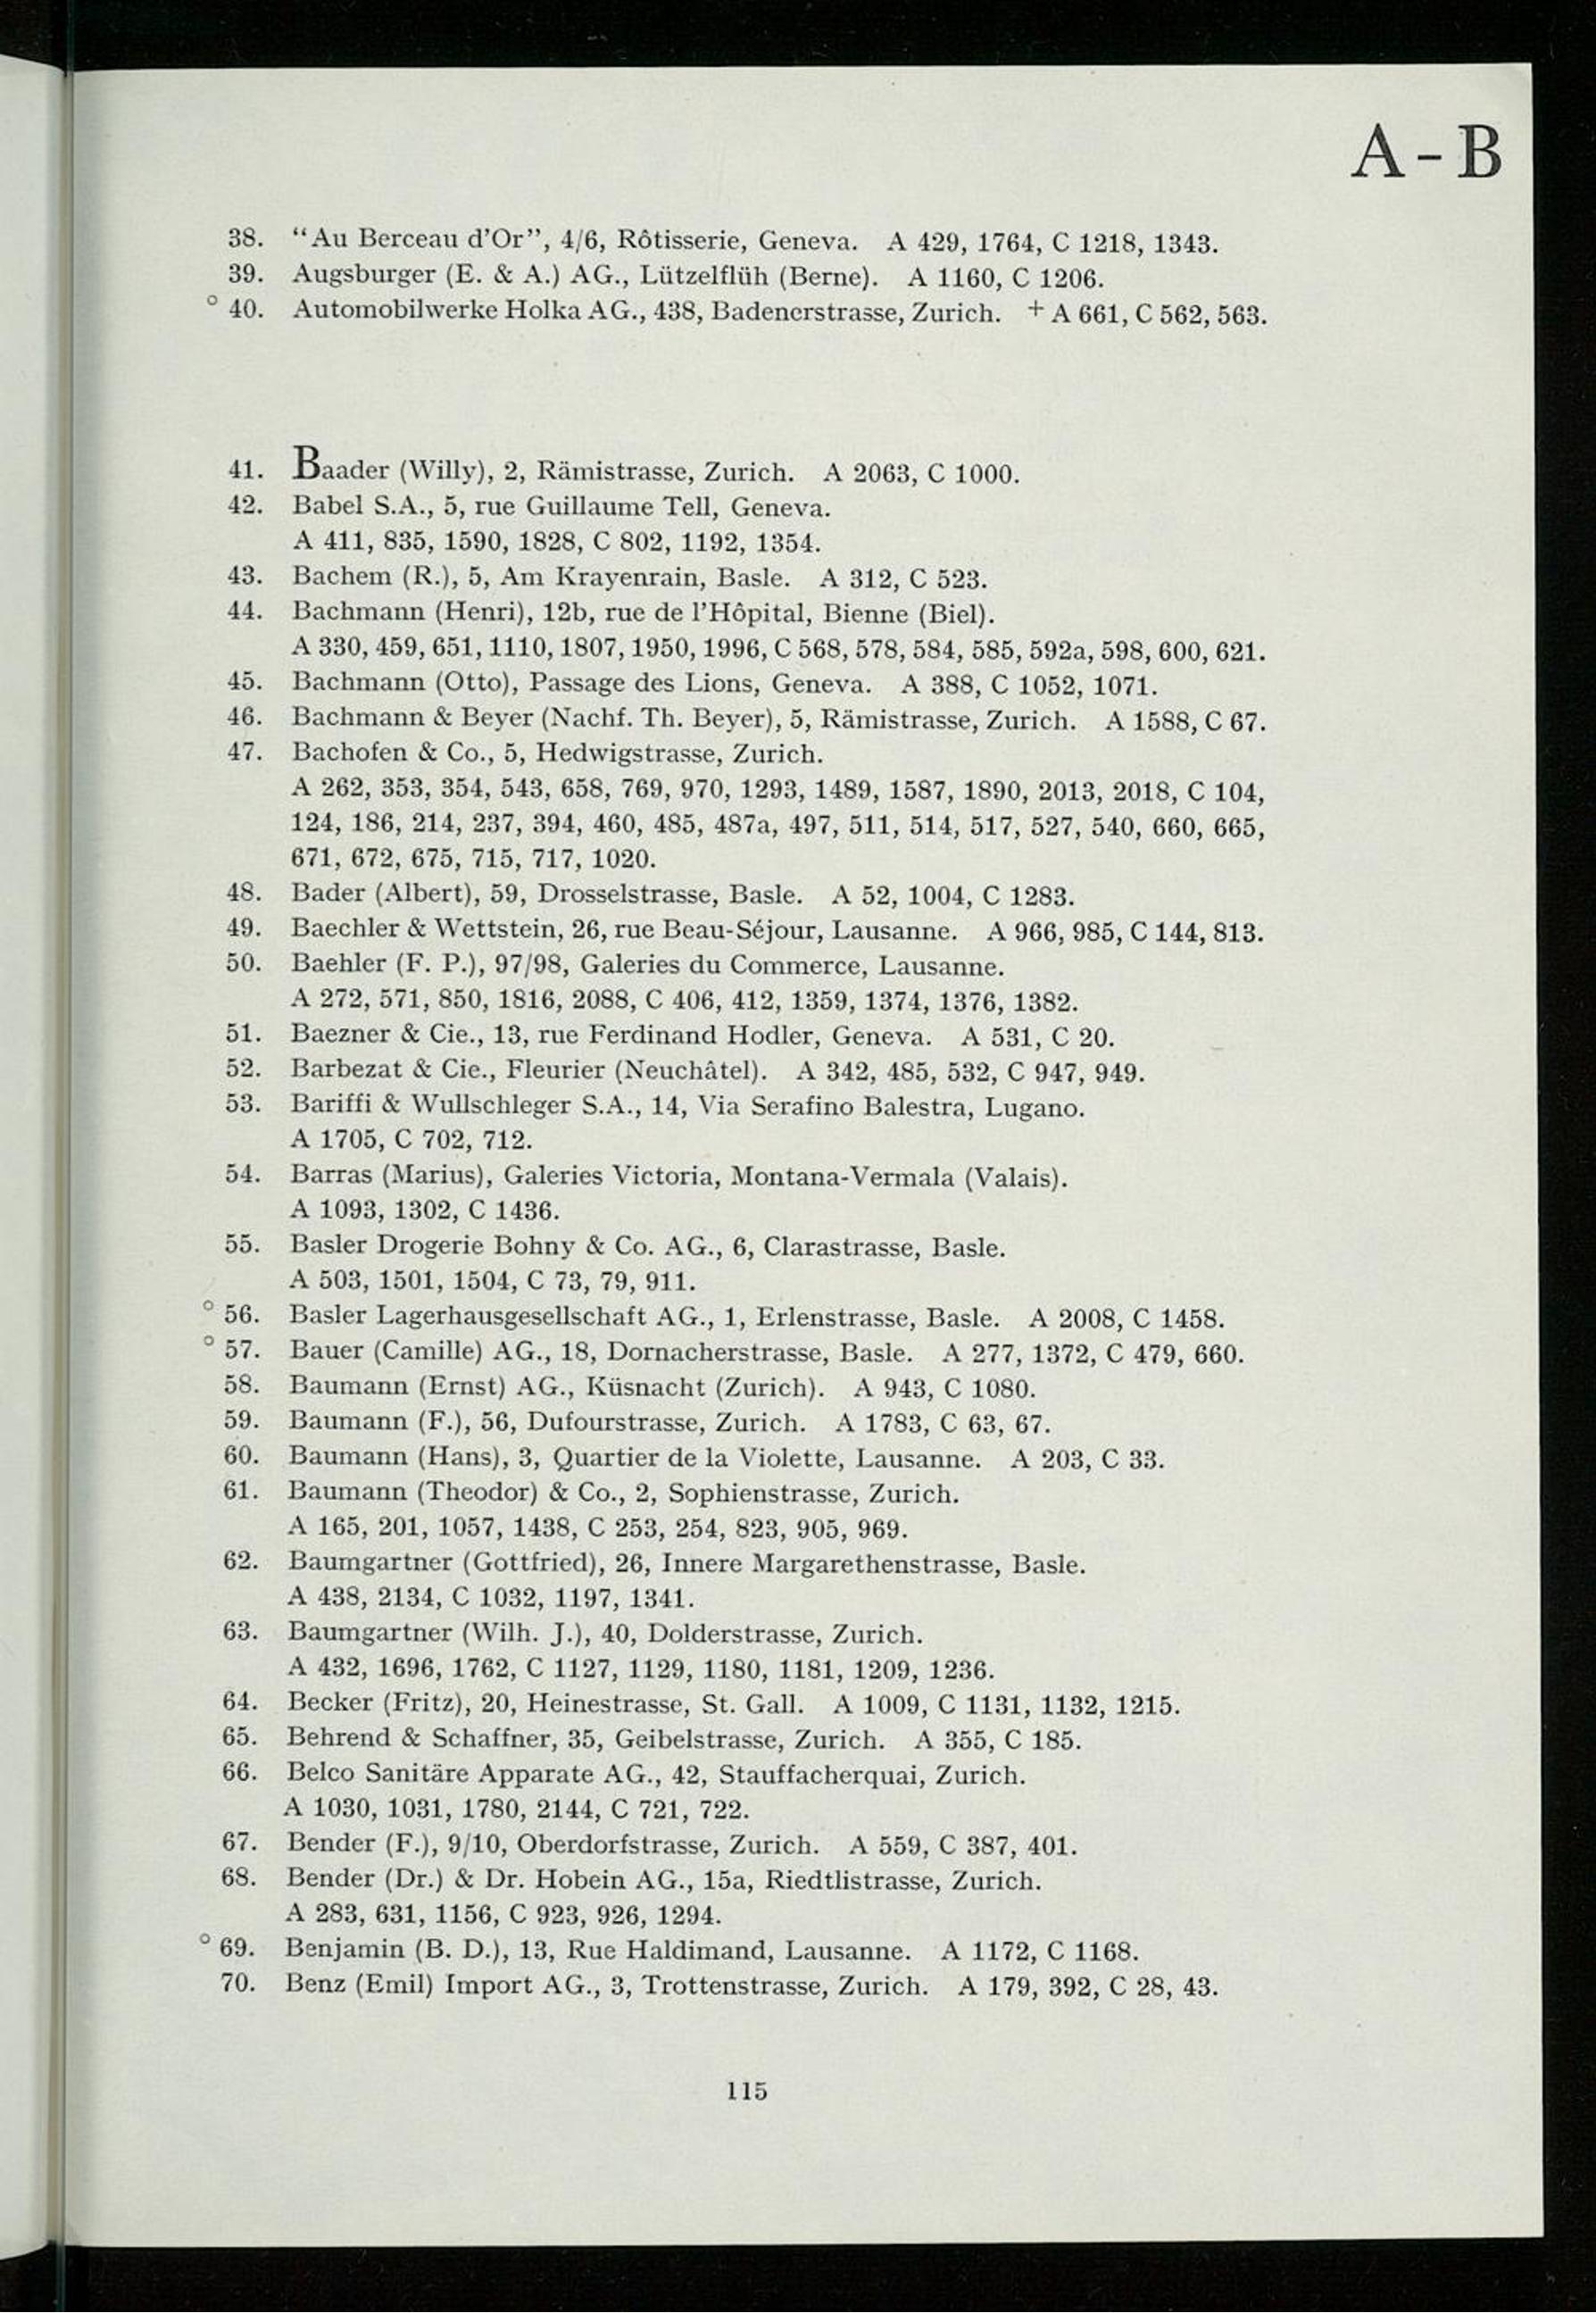 A-B
38. “Au Berceau d'Or”, 4/6, Rôtisserie, Geneva. A 429, 1764, C 1218, 1343.
39. Augsburger (E. & A.) AG., Lützelflüh (Berne). A 1160, C 1206.
° 40. Automobilwerke Holka AG., 438, Badenerstrasse, Zurich. + A 661, C 562, 563.
41. Baader (Willy), 2, Rämistrasse, Zurich. A 2063, C 1000.
42. Babel S.A., 5, rue Guillaume Tell, Geneva.
A 411, 835, 1590, 1828, C 802, 1192, 1354.
43. Bachem (R.), 5, Am Krayenrain, Basle. A 312, C 523.
44. Bachmann (Henri), 12b, rue de l'Hôpital, Bienne (Biel).
A 330, 459, 651, 1110, 1807, 1950, 1996, C 568, 578, 584, 585, 592a, 598, 600, 621.
45. Bachmann (Otto), Passage des Lions, Geneva. A 388, C 1052, 1071.
46. Bachmann & Beyer (Nachf. Th. Beyer), 5, Rämistrasse, Zurich. A 1588, C 67.
47. Bachofen & Co., 5, Hedwigstrasse, Zurich.
A 262, 353, 354, 543, 658, 769, 970, 1293, 1489, 1587, 1890, 2013, 2018, C 104,
124, 186, 214, 237, 394, 460, 485, 487a, 497, 511, 514, 517, 527, 540, 660, 665,
671, 672, 675, 715, 717, 1020.
48. Bader (Albert), 59, Drosselstrasse, Basle. A 52, 1004, C 1283.
49. Baechler & Wettstein, 26, rue Beau-Séjour, Lausanne. A 966, 985, C 144, 813.
50. Baehler (F. P.), 97/98, Galeries du Commerce, Lausanne.
A 272, 571, 850, 1816, 2088, C 406, 412, 1359, 1374, 1376, 1382.
51. Baezner & Cie., 13, rue Ferdinand Hodler, Geneva. A 531, C 20.
52. Barbezat & Cie., Fleurier (Neuchâtel). A 342, 485, 532, C 947, 949.
53. Bariffi & Wullschleger S.A., 14, Via Serafino Balestra, Lugano.
A 1705, C 702, 712.
54. Barras (Marius), Galeries Victoria, Montana-Vermala (Valais).
A 1093, 1302, C 1436.
55. Basler Drogerie Bohny & Co. AG., 6, Clarastrasse, Basle.
A 503, 1501, 1504, C 73, 79, 911.
° 56. Basler Lagerhausgesellschaft AG., 1, Erlenstrasse, Basle. A 2008, C 1458.
° 57. Bauer (Camille) AG., 18, Dornacherstrasse, Basle. A 277, 1372, C 479, 660.
58. Baumann (Ernst) AG., Küsnacht (Zurich). A 943, C 1080.
59. Baumann (F.), 56, Dufourstrasse, Zurich. A 1783, C 63, 67.
60. Baumann (Hans), 3, Quartier de la Violette, Lausanne. A 203, C 33.
61. Baumann (Theodor) & Co., 2, Sophienstrasse, Zurich.
A 165, 201, 1057, 1438, C 253, 254, 823, 905, 969.
62. Baumgartner (Gottfried), 26, Innere Margarethenstrasse, Basle.
A 438, 2134, C 1032, 1197, 1341.
63. Baumgartner (Wilh. J.), 40, Dolderstrasse, Zurich.
A 432, 1696, 1762, C 1127, 1129, 1180, 1181, 1209, 1236.
64. Becker (Fritz), 20, Heinestrasse, St. Gall. A 1009, C 1131, 1132, 1215.
65. Behrend & Schaffner, 35, Geibelstrasse, Zurich. A 355, C 185.
66. Belco Sanitäre Apparate AG., 42, Stauffacherquai, Zurich.
A 1030, 1031, 1780, 2144, C 721, 722.
67. Bender (F.), 9/10, Oberdorfstrasse, Zurich. A 559, C 387, 401.
68. Bender (Dr.) & Dr. Hobein AG., 15a, Riedtlistrasse, Zurich.
A 283, 631, 1156, C 923, 926, 1294.
° 69. Benjamin (B. D.), 13, Rue Haldimand, Lausanne. A 1172, C 1168.
70. Benz (Emil) Import AG., 3, Trottenstrasse, Zurich. A 179, 392, C 28, 43.
115